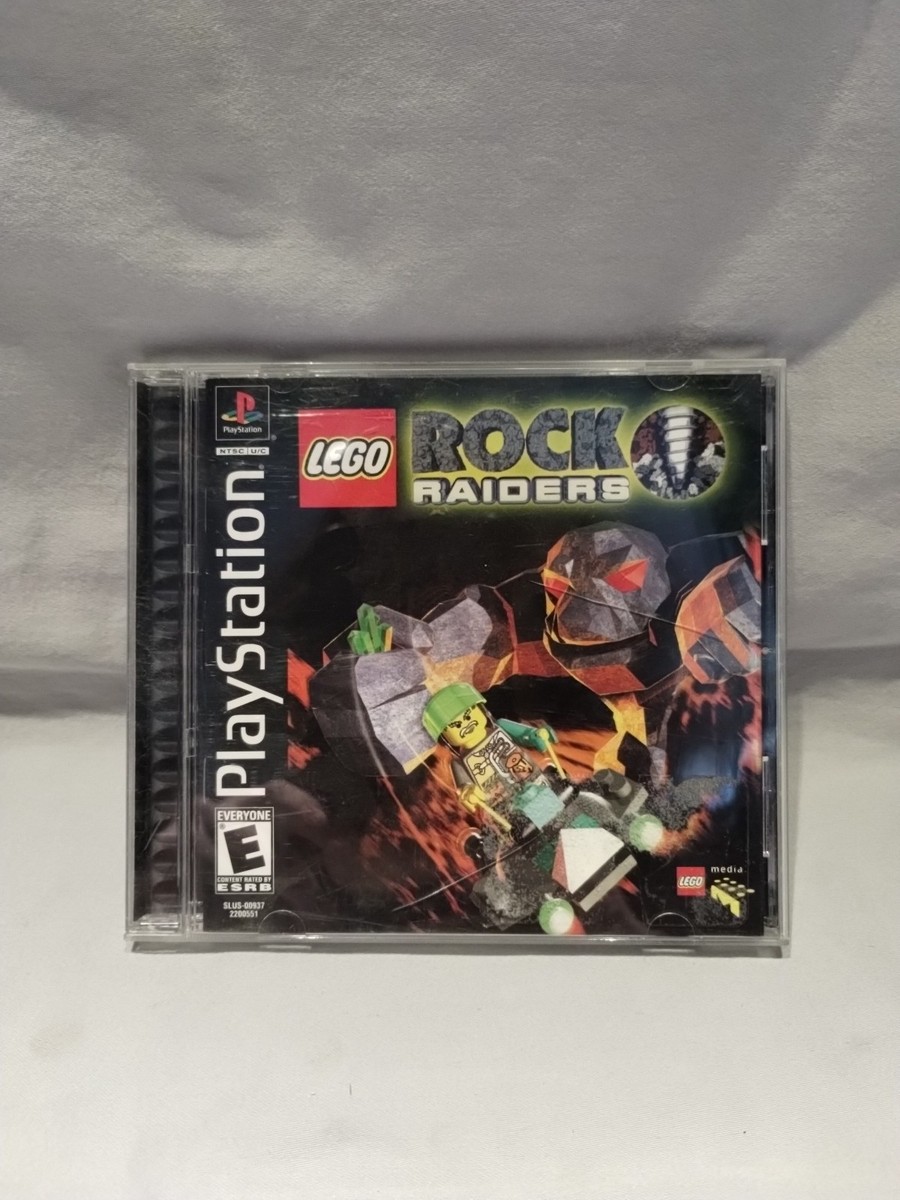 PlayStation
NTSC U/C
PlayStation
LEGO
ROCK
RAIDERS
EVERYONE
E
CONTENT RATED BY
ESRB
SLUS-00937
2200551
LEGO media